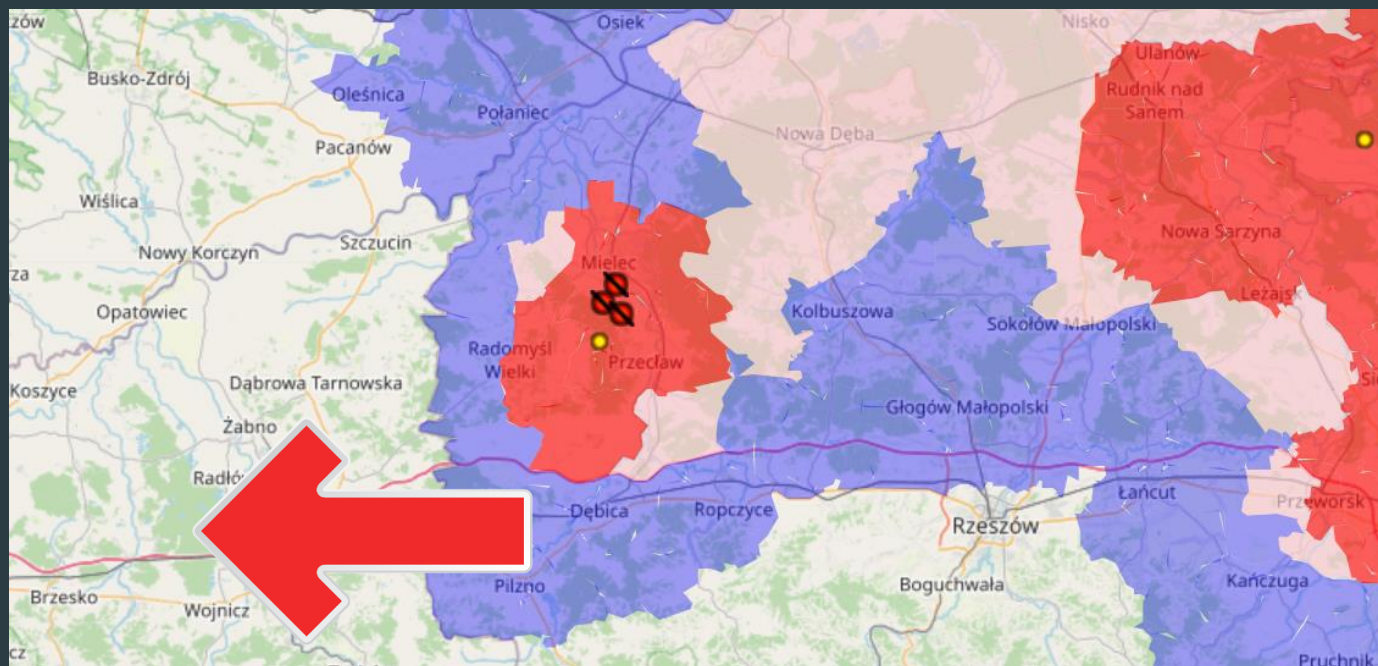 Osiek
Nisko
Busko-Zdrój
Ulanów
Oleśnica
Rudnik nad
Sanem
Połaniec
Nowa Dęba
Pacanów
Wiślica
Nowa Sarzyna
Szczucin
Nowy Korczyn
Mielec
Leżajsk
Opatowiec
Kolbuszowa
Sokołów Małopolski
Radomyśl
Wielki
Przecław
Koszyce
Dąbrowa Tarnowska
Głogów Małopolski
Żabno
Łańcut
Przeworsk
Dębica
Ropczyce
Rzeszów
Kańczuga
Pilzno
Boguchwała
Brzesko
Wojnicz
Pruchnik